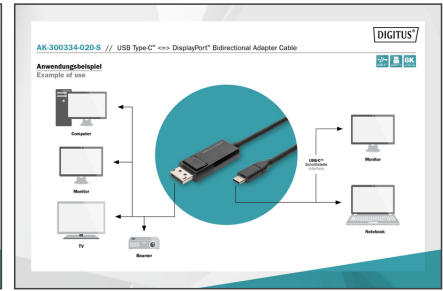 DIGITUS®
AK-300334-020-S // USB Type-C™ <=> DisplayPort™ Bidirectional Adapter Cable
Anwendungsbeispiel
Example of use
8K
Computer
Monitor
TV
Beamer
USB-C™
Schnittstelle
Interface
Monitor
Notebook